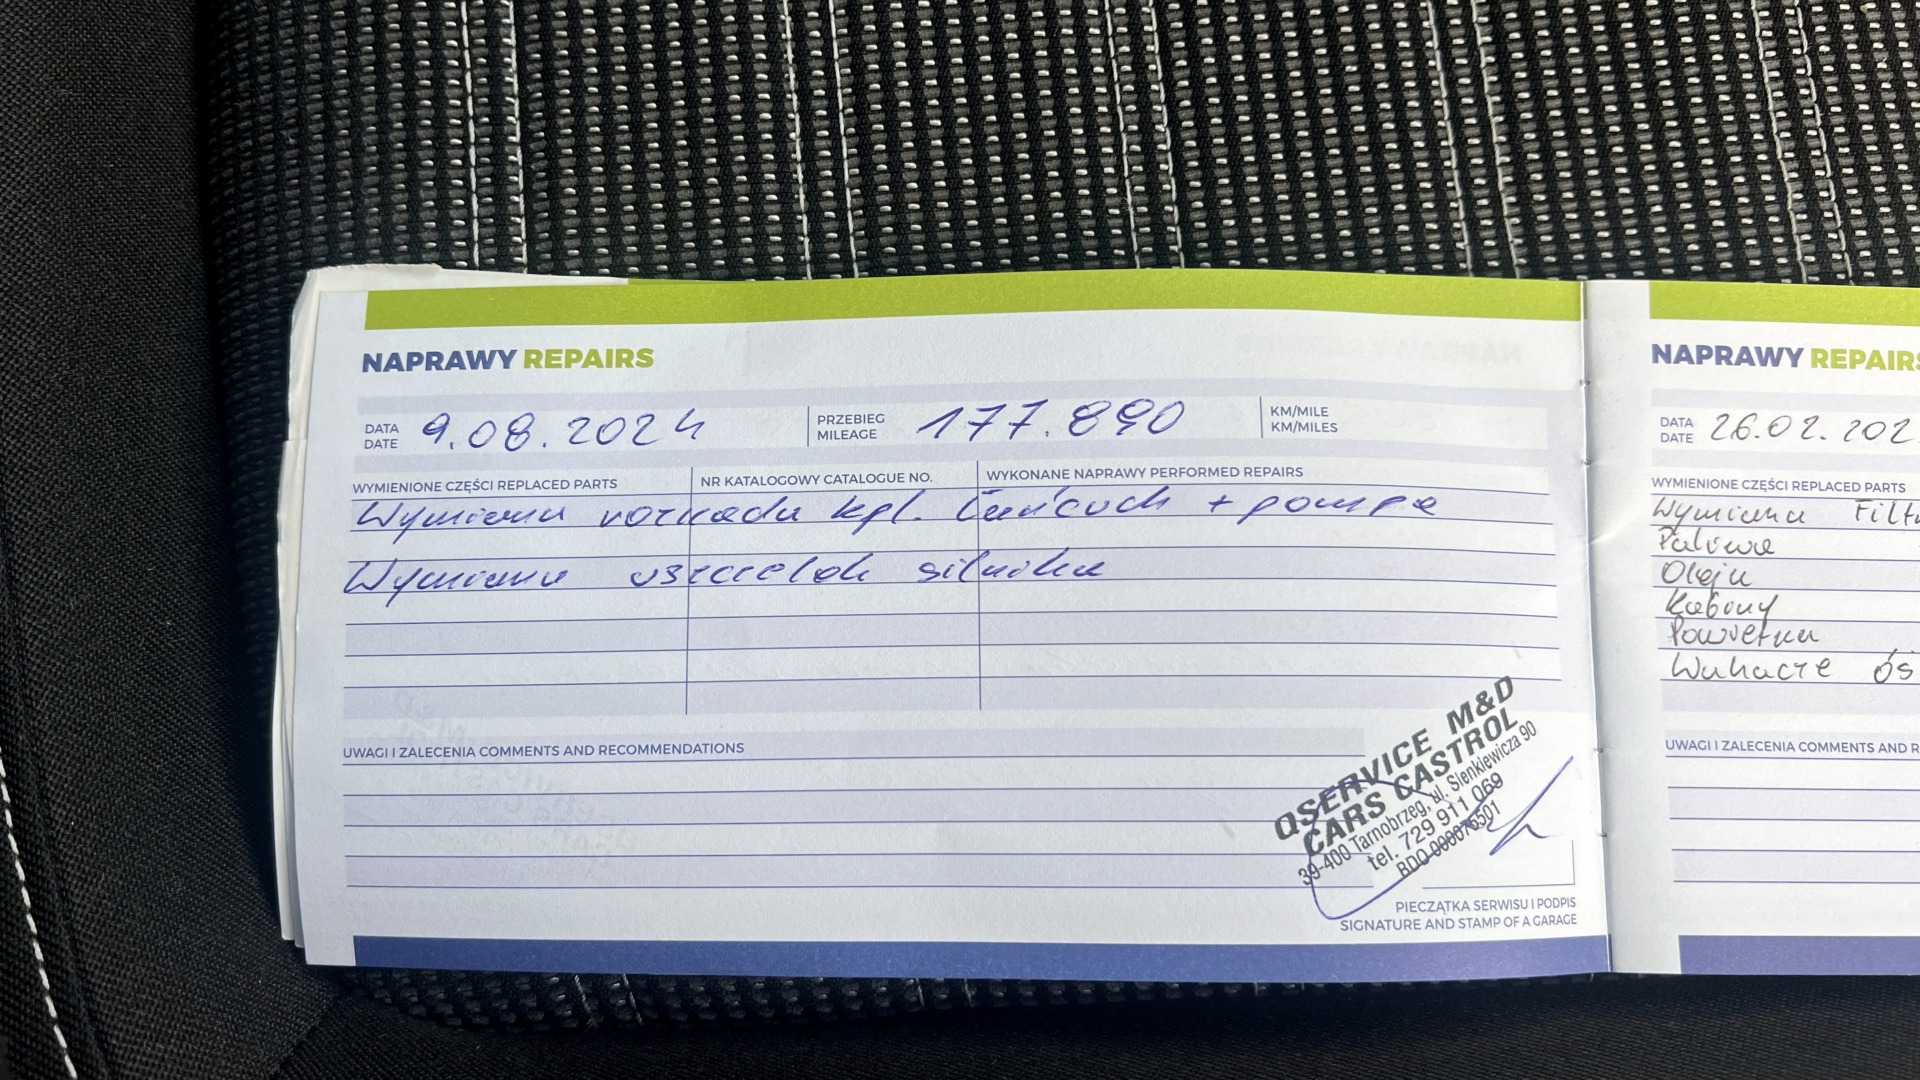 NAPRAWY REPAIRS
DATA
DATE
9.08.2024
PRZEBIEG
MILEAGE
177.890
KM/MILE
KM/MILES
WYMIENIONE CZĘŚCI REPLACED PARTS
NR KATALOGOWY CATALOGUE NO.
WYKONANE NAPRAWY PERFORMED REPAIRS
Wymiana rozrządu kpl. łańcuch + pompa
Wymiana uszczelek silnika
UWAGI I ZALECENIA COMMENTS AND RECOMMENDATIONS
QSERVICE M&D
CARS CASTROL
39-400 Tarnobrzeg, ul. Sienkiewicza 90
tel. 729 911 069
BDO 000076501
PIECZĄTKA SERWISU I PODPIS
SIGNATURE AND STAMP OF A GARAGE
NAPRAWY REPAIRS
DATA
DATE
26.02.202
WYMIENIONE CZĘŚCI REPLACED PARTS
Wymiana Filtr
Paliwa
Oleju
Kabiny
Powietrza
Wahacze
UWAGI I ZALECENIA COMMENTS AND R